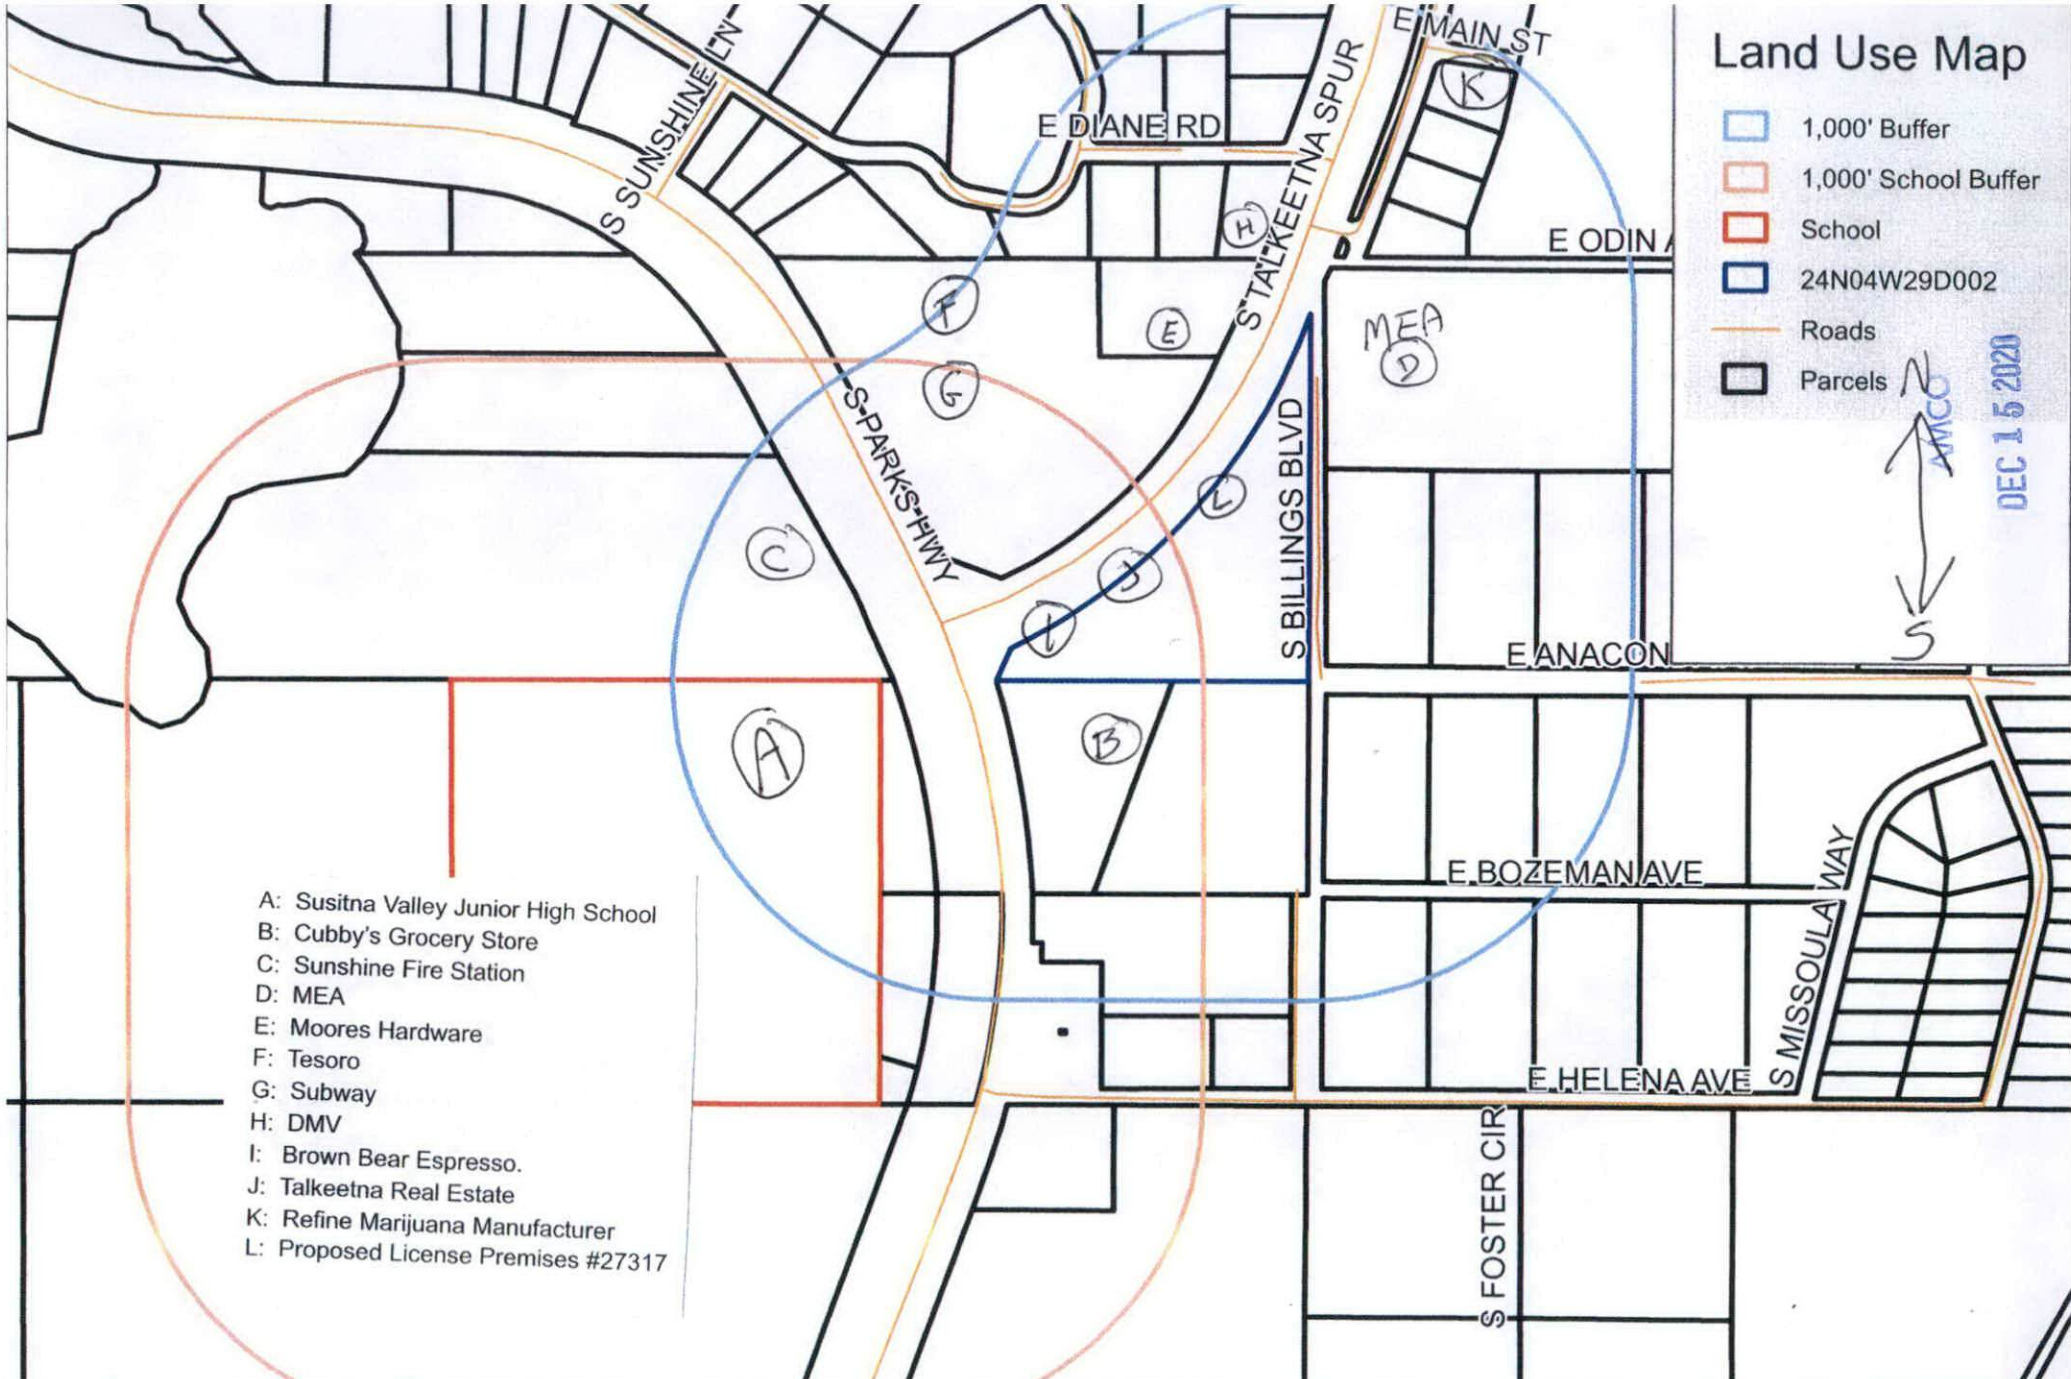 E MAIN ST
Land Use Map
1,000' Buffer
1,000' School Buffer
School
24N04W29D002
Roads
Parcels
N
AMCO
DEC 15 2020
S
S SUNSHINE LN
E DIANE RD
S TALKEETNA SPUR
K
H
E ODIN A
F
E
MEA
D
G
S PARKS HWY
S BILLINGS BLVD
L
C
J
I
E ANACON
A
B
E BOZEMAN AVE
S MISSOULA WAY
E HELENA AVE
S FOSTER CIR
A: Susitna Valley Junior High School
B: Cubby's Grocery Store
C: Sunshine Fire Station
D: MEA
E: Moores Hardware
F: Tesoro
G: Subway
H: DMV
I: Brown Bear Espresso.
J: Talkeetna Real Estate
K: Refine Marijuana Manufacturer
L: Proposed License Premises #27317